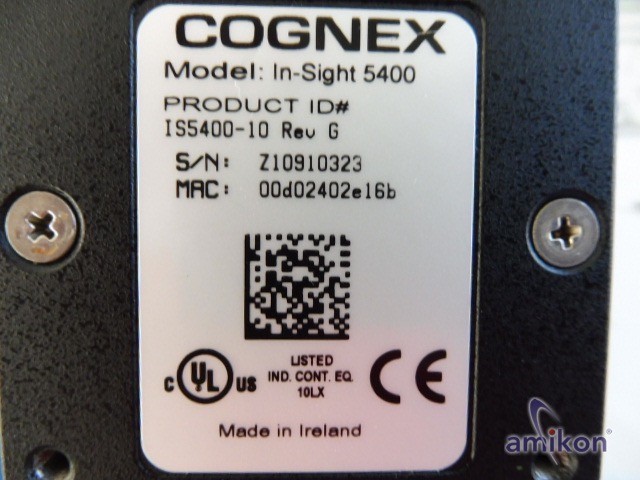 COGNEX
Model: In-Sight 5400
PRODUCT ID#
IS5400-10 Rev G
S/N: Z10910323
MAC: 00d02402e16b
C UL US
LISTED
IND. CONT. EQ.
10LX
CE
Made in Ireland
amikon